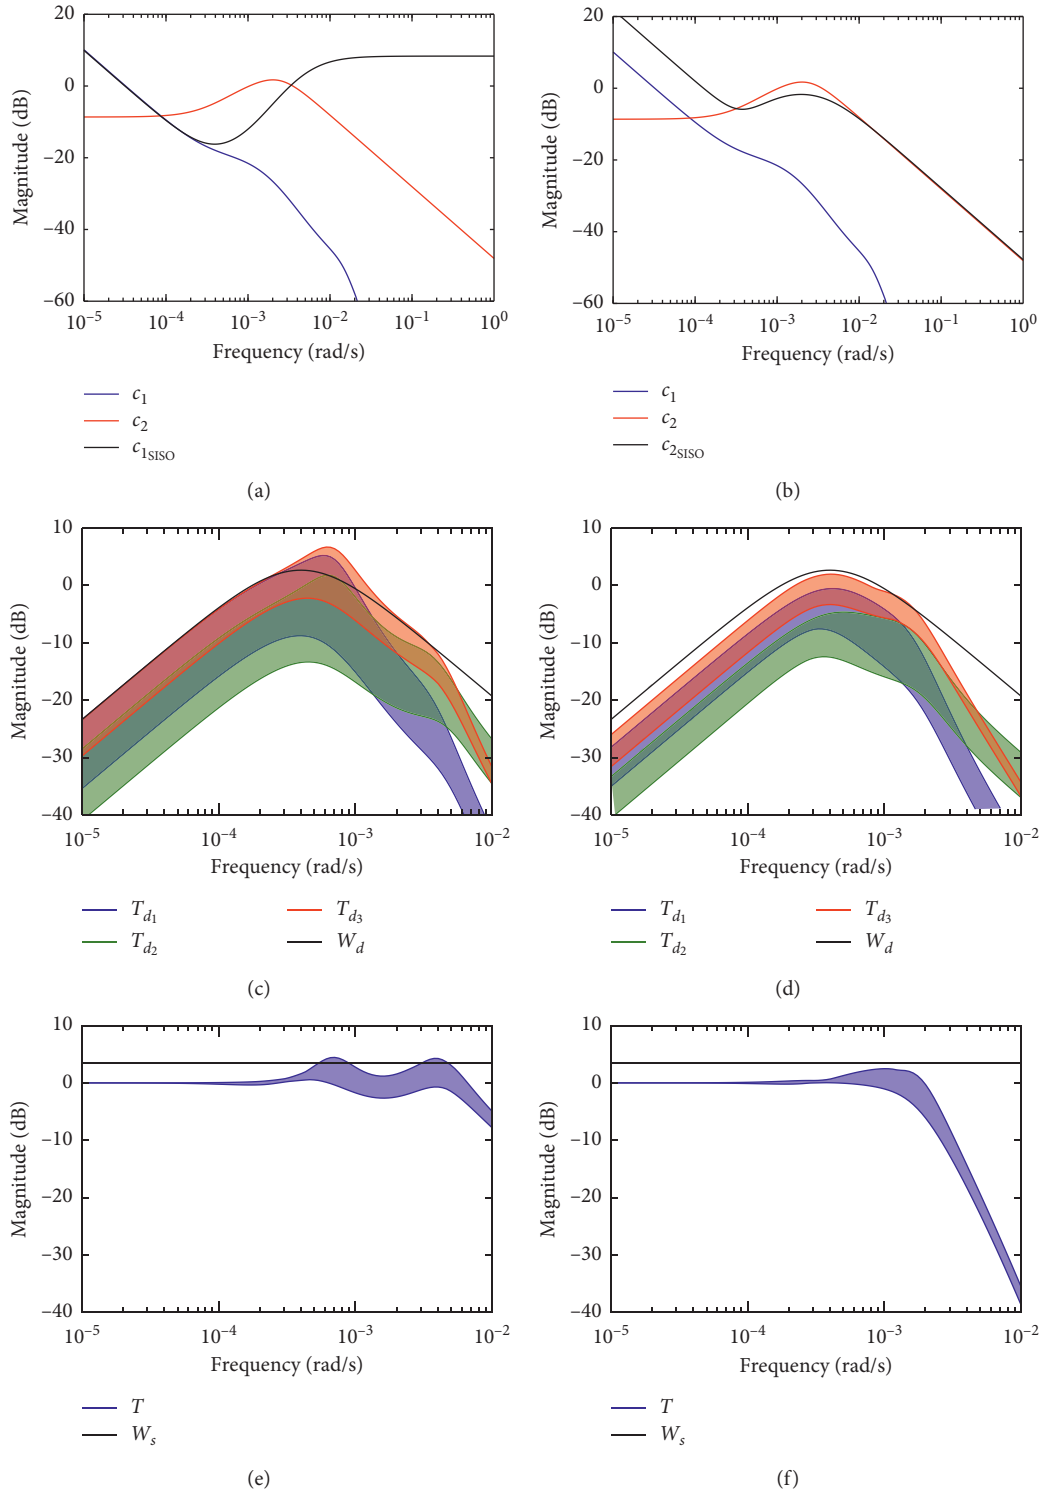 20
0
−20
−40
−60
Magnitude (dB)
10−5 10−4 10−3 10−2 10−1 100
Frequency (rad/s)
c1
c2
c1SISO
(a)
20
0
−20
−40
−60
Magnitude (dB)
10−5 10−4 10−3 10−2 10−1 100
Frequency (rad/s)
c1
c2
c2SISO
(b)
10
0
−10
−20
−30
−40
Magnitude (dB)
10−5 10−4 10−3 10−2
Frequency (rad/s)
Td1 Td3
Td2 Wd
(c)
10
0
−10
−20
−30
−40
Magnitude (dB)
10−5 10−4 10−3 10−2
Frequency (rad/s)
Td1 Td3
Td2 Wd
(d)
10
0
−10
−20
−30
−40
Magnitude (dB)
10−5 10−4 10−3 10−2
Frequency (rad/s)
T
Ws
(e)
10
0
−10
−20
−30
−40
Magnitude (dB)
10−5 10−4 10−3 10−2
Frequency (rad/s)
T
Ws
(f)